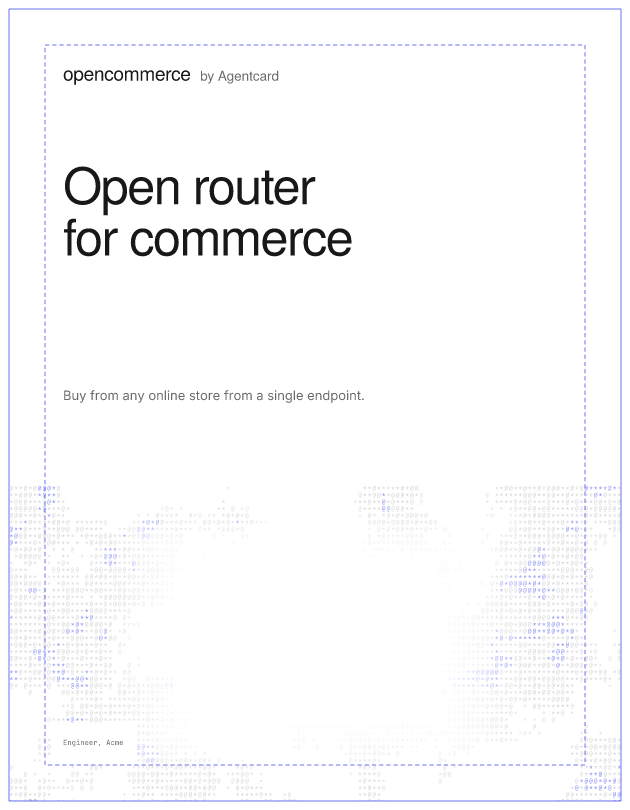 opencommerce by Agentcard
Open router
for commerce
Buy from any online store from a single endpoint.
Engineer, Acme